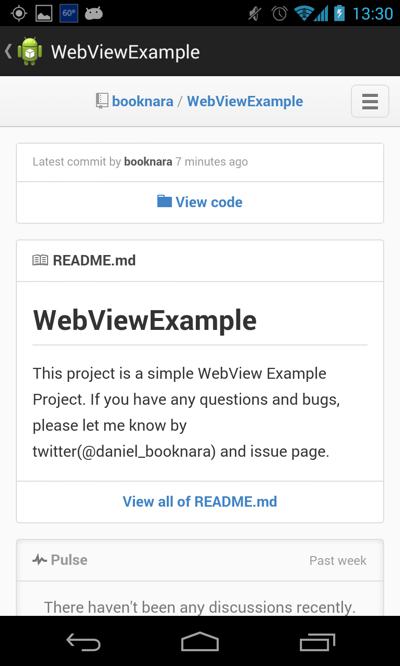 60°
13:30
WebViewExample
booknara / WebViewExample
Latest commit by booknara 7 minutes ago
View code
README.md
WebViewExample
This project is a simple WebView Example
Project. If you have any questions and bugs,
please let me know by
twitter(@daniel_booknara) and issue page.
View all of README.md
Pulse
Past week
There haven't been any discussions recently.